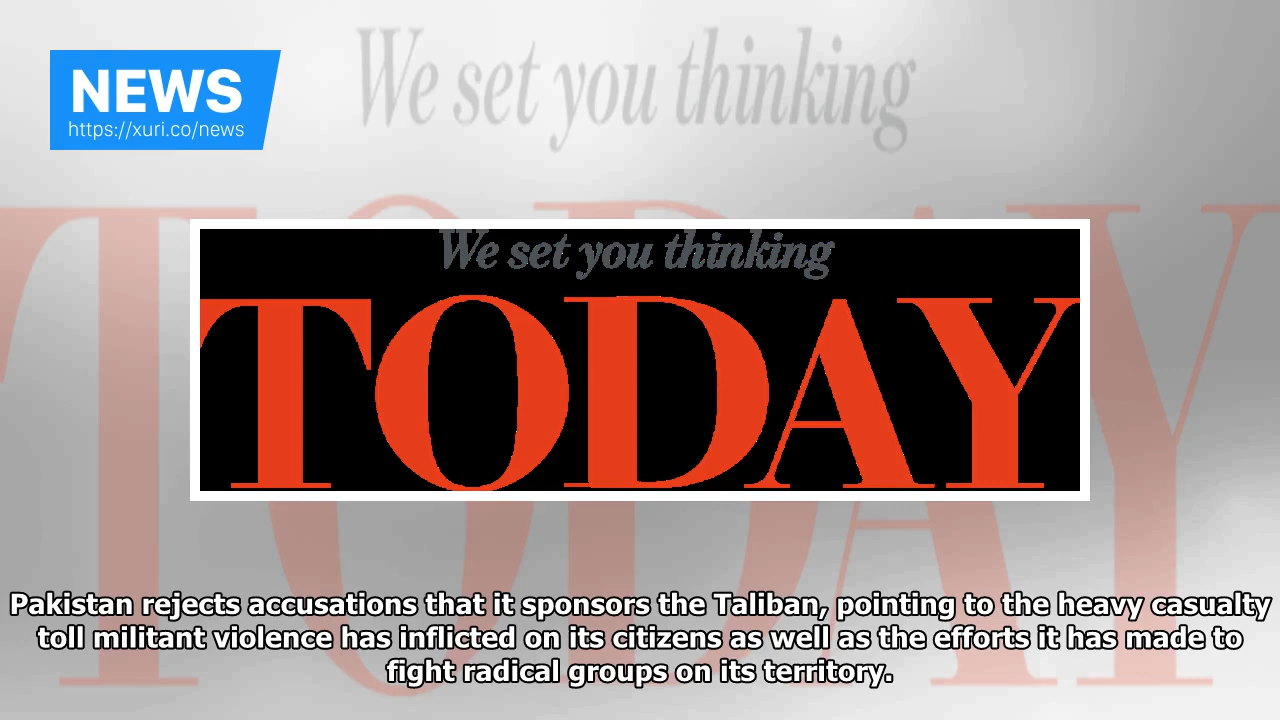 We set you thinking
NEWS
https://xuri.co/news
TODAY
We set you thinking
TODAY
Pakistan rejects accusations that it sponsors the Taliban, pointing to the heavy casualty
toll militant violence has inflicted on its citizens as well as the efforts it has made to
fight radical groups on its territory.